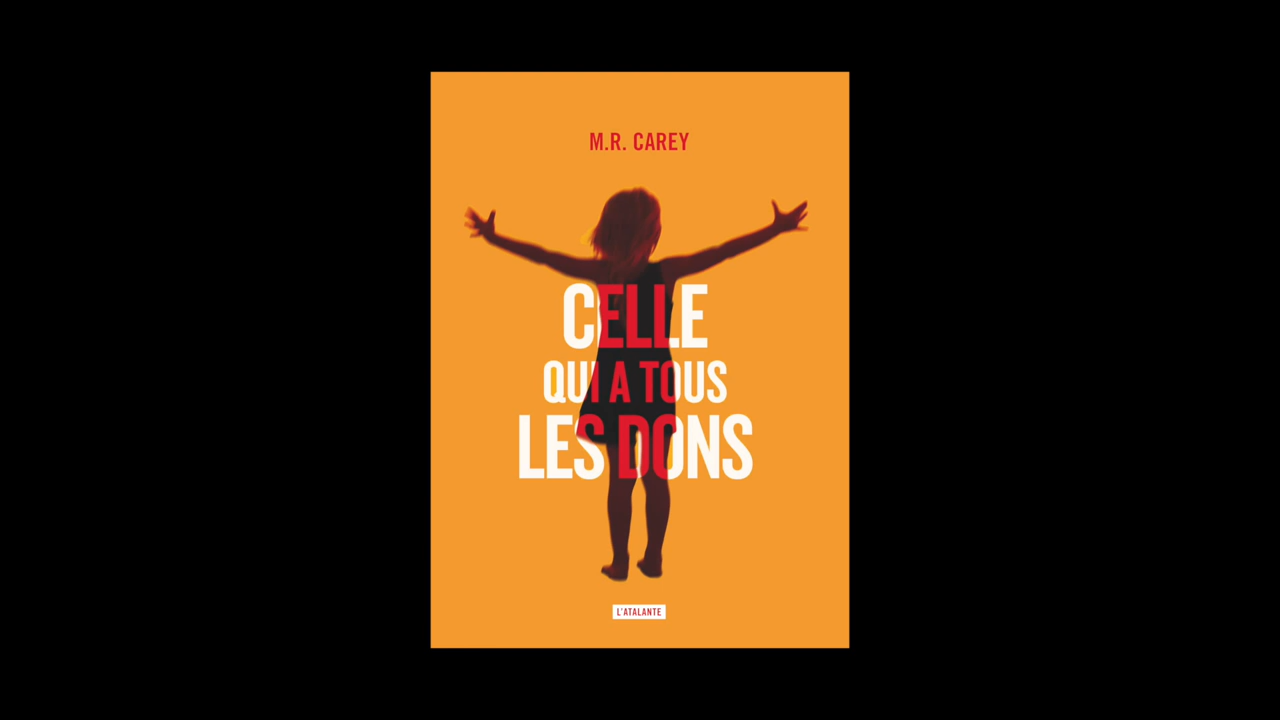 M.R. CAREY
CELLE
QUI A TOUS
LES DONS
L'ATALANTE